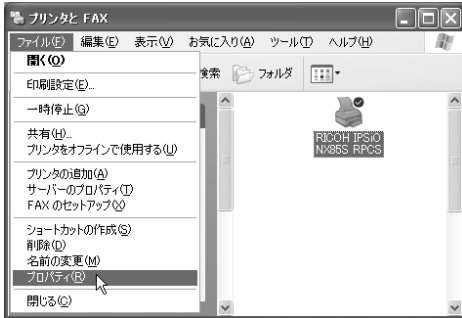 プリンタと FAX
ファイル(F) 編集(E) 表示(V) お気に入り(A) ツール(T) ヘルプ(H)
開く(O)
検索 フォルダ
印刷設定(E)...
一時停止(G)
共有(H)...
プリンタをオフラインで使用する(U)
プリンタの追加(A)
サーバーのプロパティ(T)
FAX のセットアップ(X)
ショートカットの作成(S)
削除(D)
名前の変更(M)
プロパティ(R)
閉じる(C)
RICOH IPSiO
NX85S RPCS